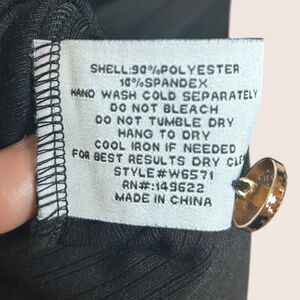 SHELL:90%POLYESTER
10%SPANDEX
HAND WASH COLD SEPARATELY
DO NOT BLEACH
DO NOT TUMBLE DRY
HANG TO DRY
COOL IRON IF NEEDED
FOR BEST RESULTS DRY CLE
STYLE#W6571
RN#:149622
MADE IN CHINA